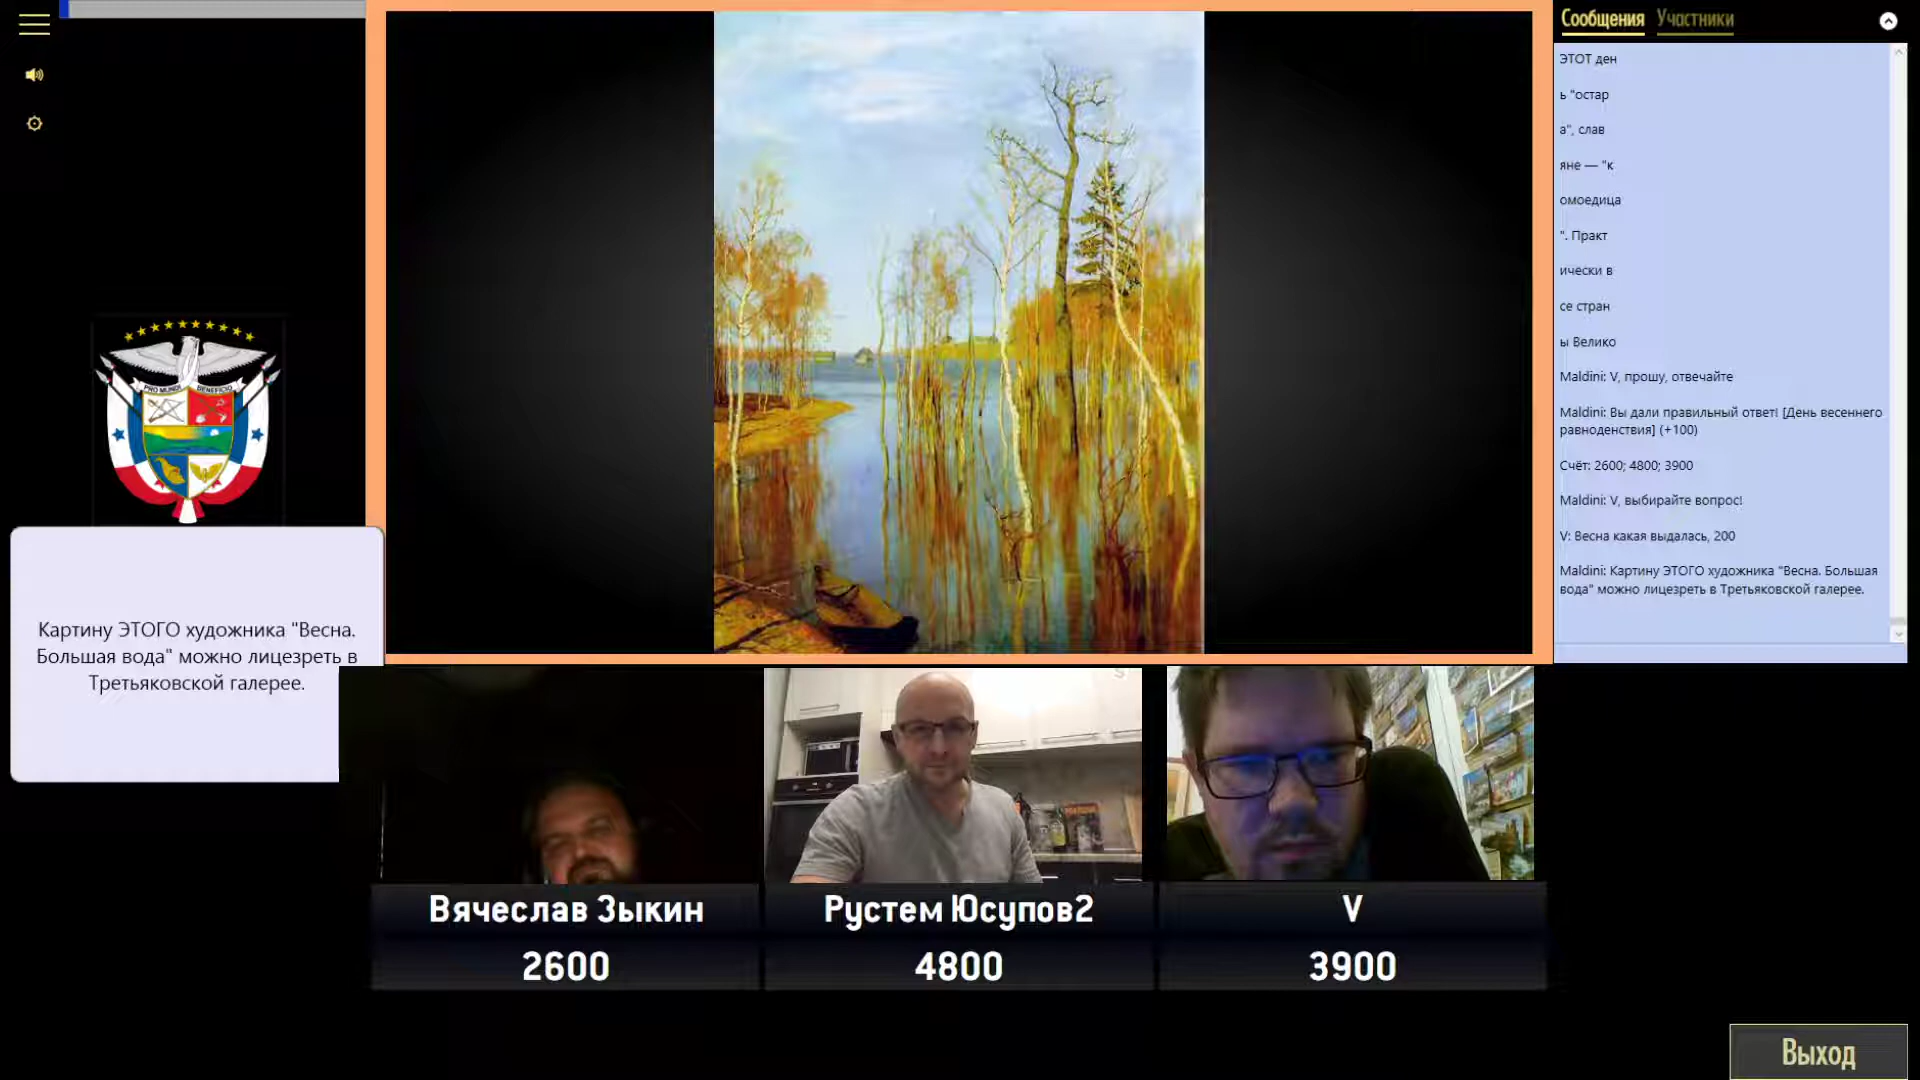 Сообщения Участники
ЭТОТ ден
ь "остар
а", слав
яне — "к
омоедица
". Практ
ически в
се стран
ы Велико
Maldini: V, прошу, отвечайте
Maldini: Вы дали правильный ответ! [День весеннего
равноденствия] (+100)
Счёт: 2600; 4800; 3900
Maldini: V, выбирайте вопрос!
V: Весна какая выдалась, 200
Maldini: Картину ЭТОГО художника "Весна. Большая
вода" можно лицезреть в Третьяковской галерее.
PRO MUNDI BENEFICIO
Картину ЭТОГО художника "Весна.
Большая вода" можно лицезреть в
Третьяковской галерее.
Вячеслав Зыкин
2600
Рустем Юсупов2
4800
V
3900
Выход